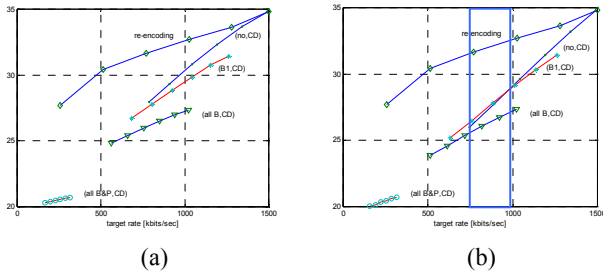 35
30
25
20
0
500
1000
1500
re-encoding
(no,CD)
(B1,CD)
(all B,CD)
(all B&P,CD)
target rate [kbits/sec]
(a)
35
30
25
20
0
500
1000
1500
re-encoding
(no,CD)
(B1,CD)
(all B,CD)
(all B&P,CD)
target rate [kbits/sec]
(b)